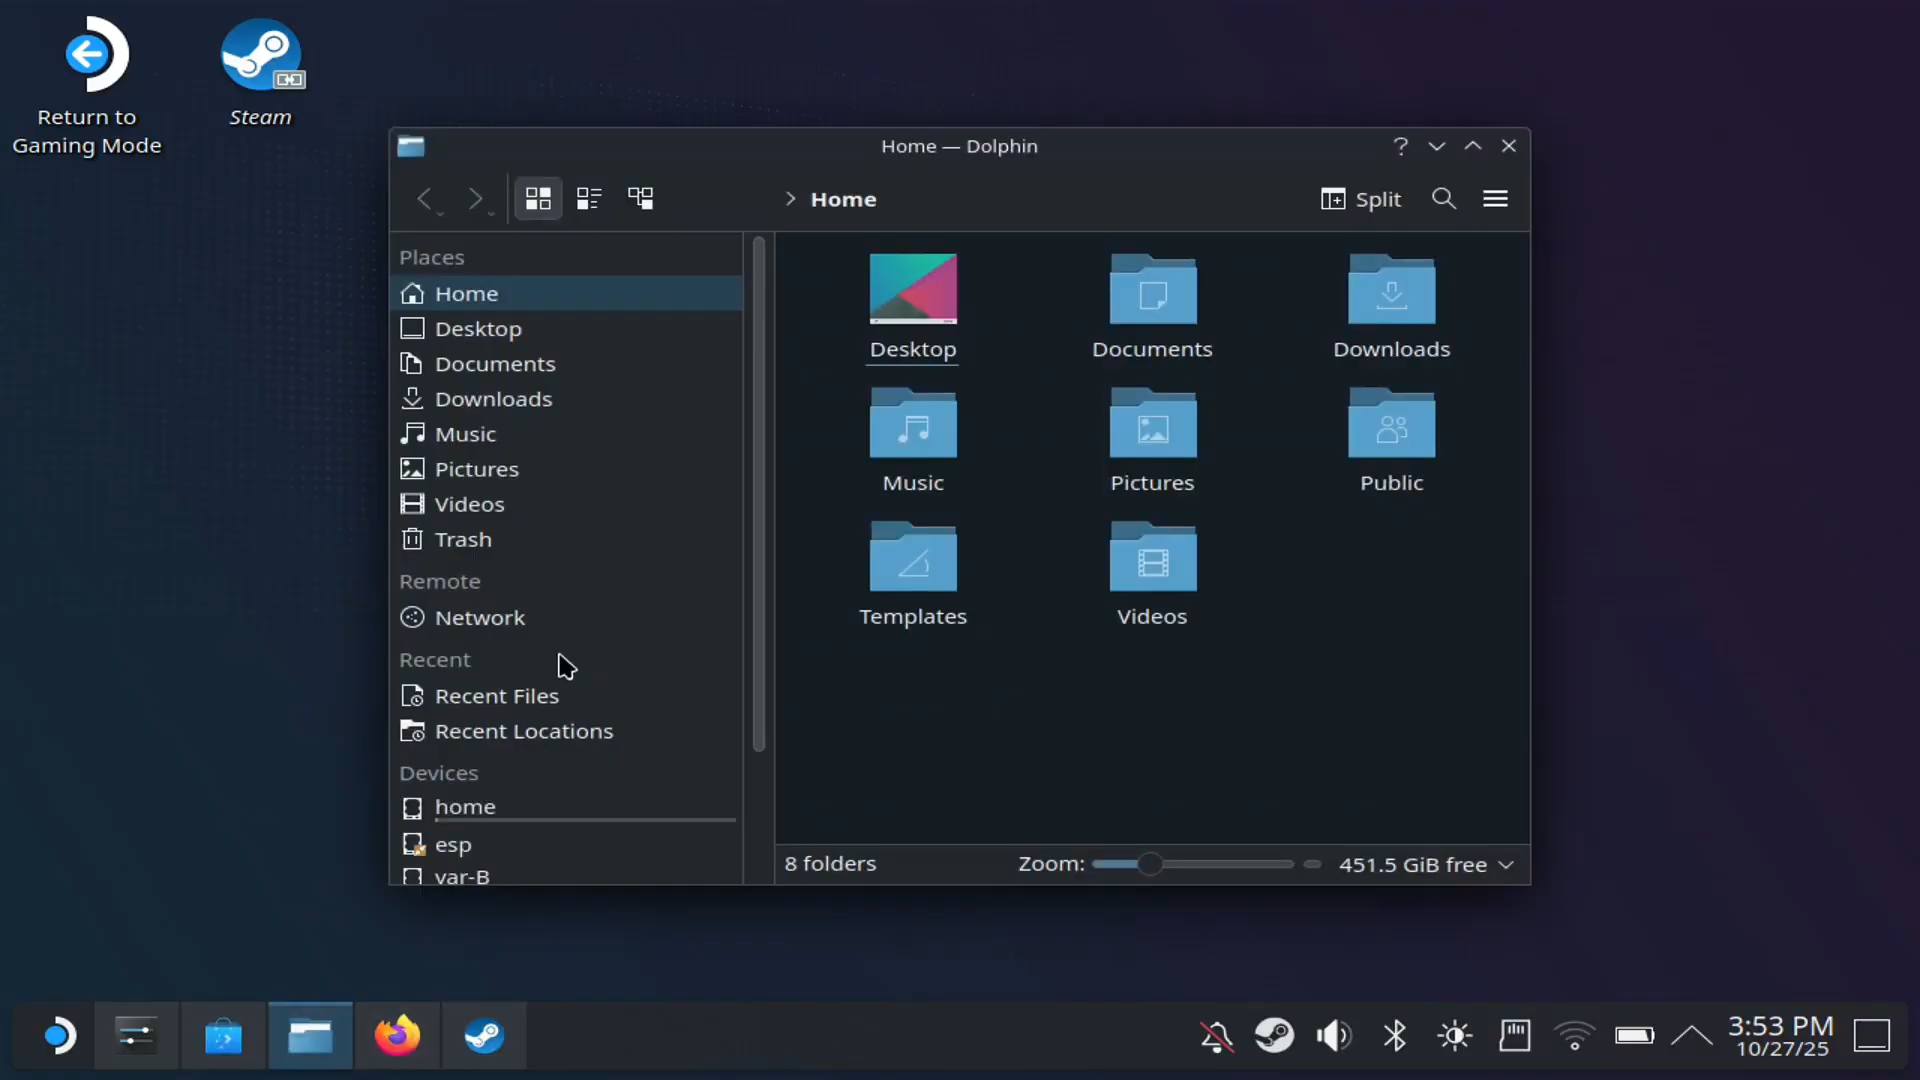 Return to
Gaming Mode
Steam
Home — Dolphin
Home
Split
Places
Home
Desktop
Documents
Downloads
Music
Pictures
Videos
Trash
Remote
Network
Recent
Recent Files
Recent Locations
Devices
home
esp
var-B
Desktop
Documents
Downloads
Music
Pictures
Public
Templates
Videos
8 folders
Zoom:
451.5 GiB free
3:53 PM
10/27/25